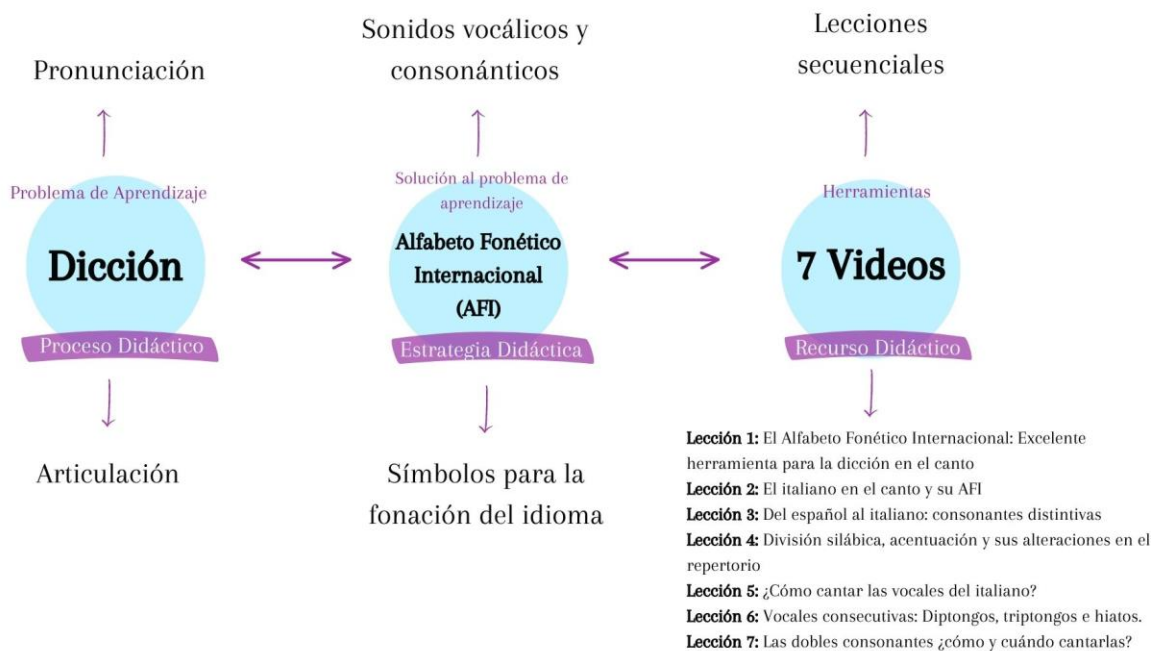 Pronunciación
Problema de Aprendizaje
Dicción
Proceso Didáctico
Articulación
Sonidos vocálicos y
consonánticos
Solución al problema de
aprendizaje
Alfabeto Fonético
Internacional
(AFI)
Estrategia Didáctica
Símbolos para la
fonación del idioma
Lecciones
secuenciales
Herramientas
7 Videos
Recurso Didáctico
Lección 1: El Alfabeto Fonético Internacional: Excelente
herramienta para la dicción en el canto
Lección 2: El italiano en el canto y su AFI
Lección 3: Del español al italiano: consonantes distintivas
Lección 4: División silábica, acentuación y sus alteraciones en el
repertorio
Lección 5: ¿Cómo cantar las vocales del italiano?
Lección 6: Vocales consecutivas: Diptongos, triptongos e hiatos.
Lección 7: Las dobles consonantes ¿cómo y cuándo cantarlas?